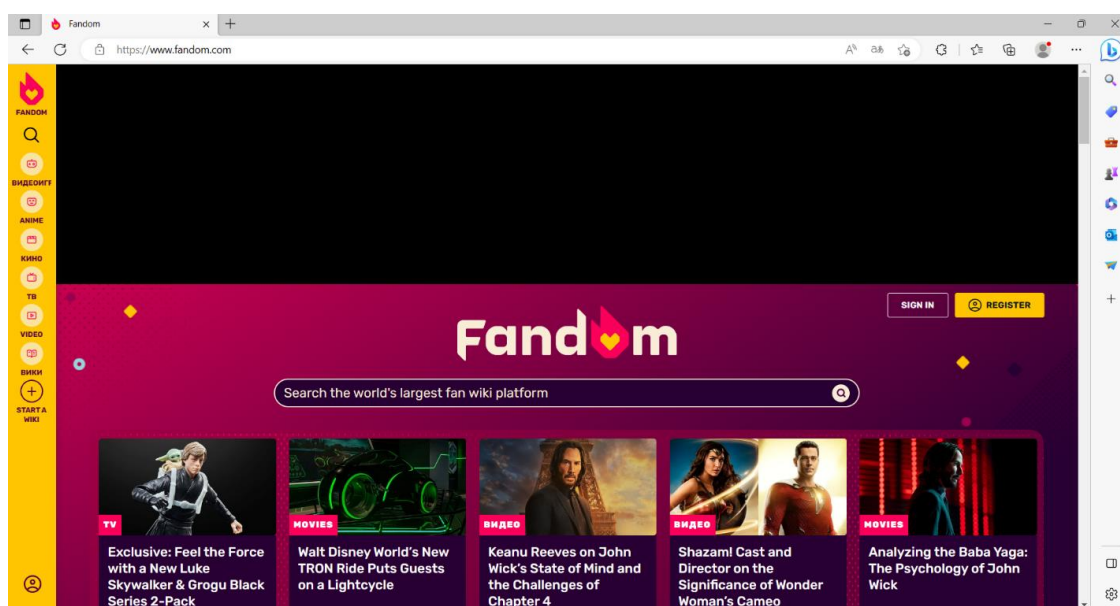 Fandom
https://www.fandom.com
FANDOM
ВИДЕОИГР
ANIME
КИНО
ТВ
VIDEO
ВИКИ
START A
WIKI
SIGN IN
REGISTER
Fandom
Search the world's largest fan wiki platform
TV
Exclusive: Feel the Force
with a New Luke
Skywalker & Grogu Black
Series 2-Pack
MOVIES
Walt Disney World's New
TRON Ride Puts Guests
on a Lightcycle
ВИДЕО
Keanu Reeves on John
Wick's State of Mind and
the Challenges of
Chapter 4
ВИДЕО
Shazam! Cast and
Director on the
Significance of Wonder
Woman's Cameo
MOVIES
Analyzing the Baba Yaga:
The Psychology of John
Wick